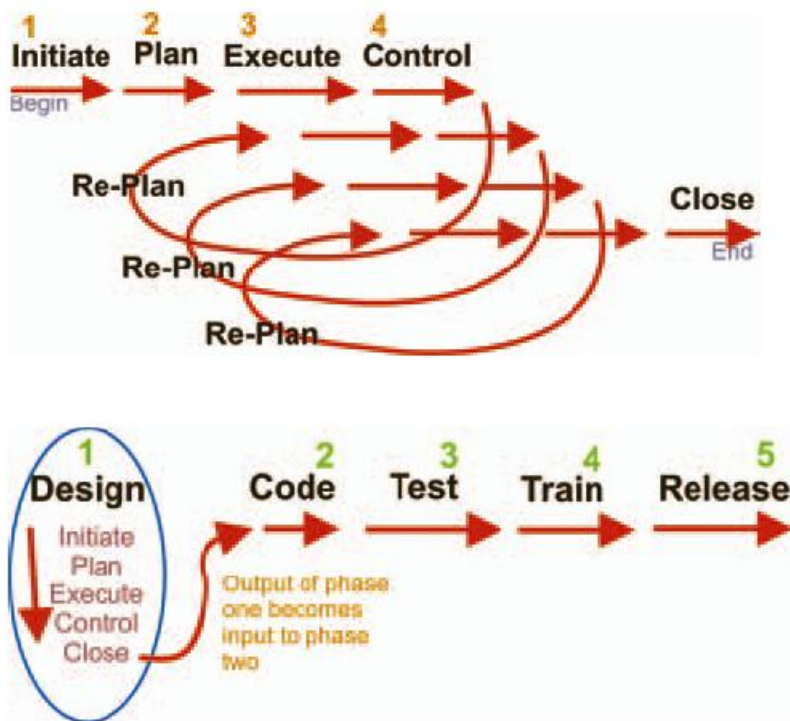 1 2 3 4
Initiate Plan Execute Control
Begin
Re-Plan
Close
End
Re-Plan
Re-Plan
1 2 3 4 5
Design Code Test Train Release
Initiate
Plan
Execute
Control
Close
Output of phase
one becomes
input to phase
two